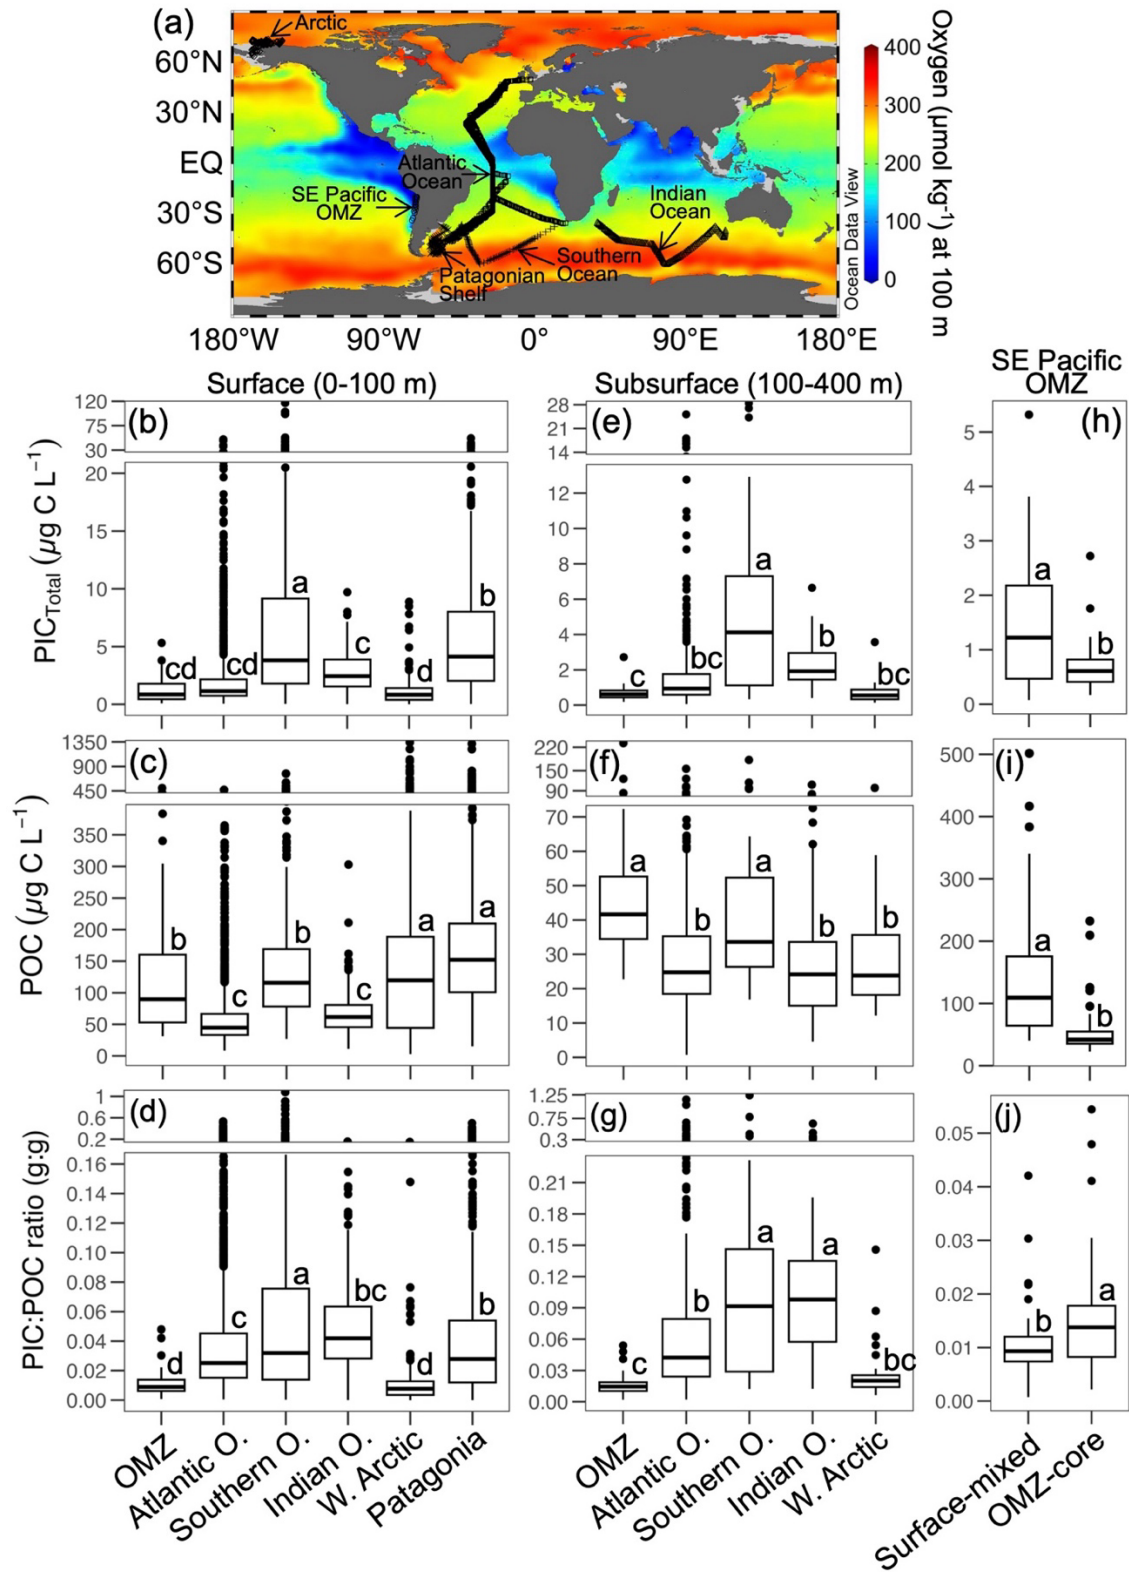 (a)
Arctic
60°N
30°N
EQ
30°S
60°S
Atlantic
Ocean
SE Pacific
OMZ
Indian
Ocean
Southern
Ocean
Patagonian
Shelf
180°W
90°W
0°
90°E
180°E
400
300
200
100
0
Ocean Data View
Oxygen (μmol kg⁻¹) at 100 m
Surface (0-100 m)
Subsurface (100-400 m)
SE Pacific
OMZ
PIC_Total (μg C L⁻¹)
(b)
120
75
30
20
15
10
5
0
cd
cd
a
c
d
b
(e)
28
21
14
12
10
8
6
4
2
0
c
bc
a
b
bc
(h)
5
4
3
2
1
0
a
b
POC (μg C L⁻¹)
(c)
1350
900
450
350
300
250
200
150
100
50
0
b
c
b
c
a
a
(f)
220
150
90
70
60
50
40
30
20
10
0
a
b
a
b
b
(i)
500
400
300
200
100
0
a
b
PIC:POC ratio (g:g)
(d)
1
0.6
0.2
0.16
0.14
0.12
0.10
0.08
0.06
0.04
0.02
0.00
d
c
a
bc
d
b
(g)
1.25
0.75
0.3
0.21
0.18
0.15
0.12
0.09
0.06
0.03
0.00
c
b
a
a
bc
(j)
0.05
0.04
0.03
0.02
0.01
0.00
b
a
OMZ
Atlantic O.
Southern O.
Indian O.
W. Arctic
Patagonia
OMZ
Atlantic O.
Southern O.
Indian O.
W. Arctic
Surface-mixed
OMZ-core